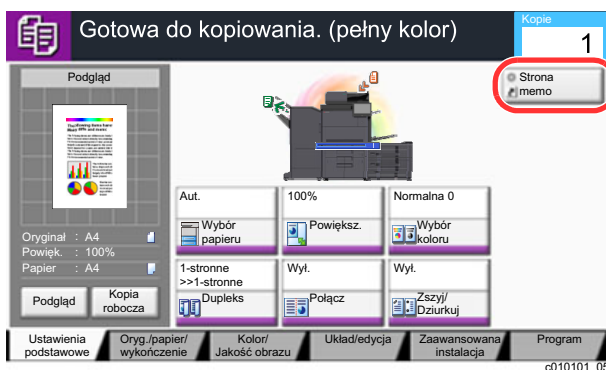 Gotowa do kopiowania. (pełny kolor)
Kopie
1
Strona
memo
Podgląd
Oryginał : A4
Powięk. : 100%
Papier : A4
Podgląd
Kopia
robocza
Aut.
Wybór
papieru
100%
Powiększ.
Normalna 0
Wybór
koloru
1-stronne
>>1-stronne
Dupleks
Wył.
Połącz
Wył.
Zszyj/
Dziurkuj
Ustawienia
podstawowe
Oryg./papier/
wykończenie
Kolor/
Jakość obrazu
Układ/edycja
Zaawansowana
instalacja
Program
c010101_05